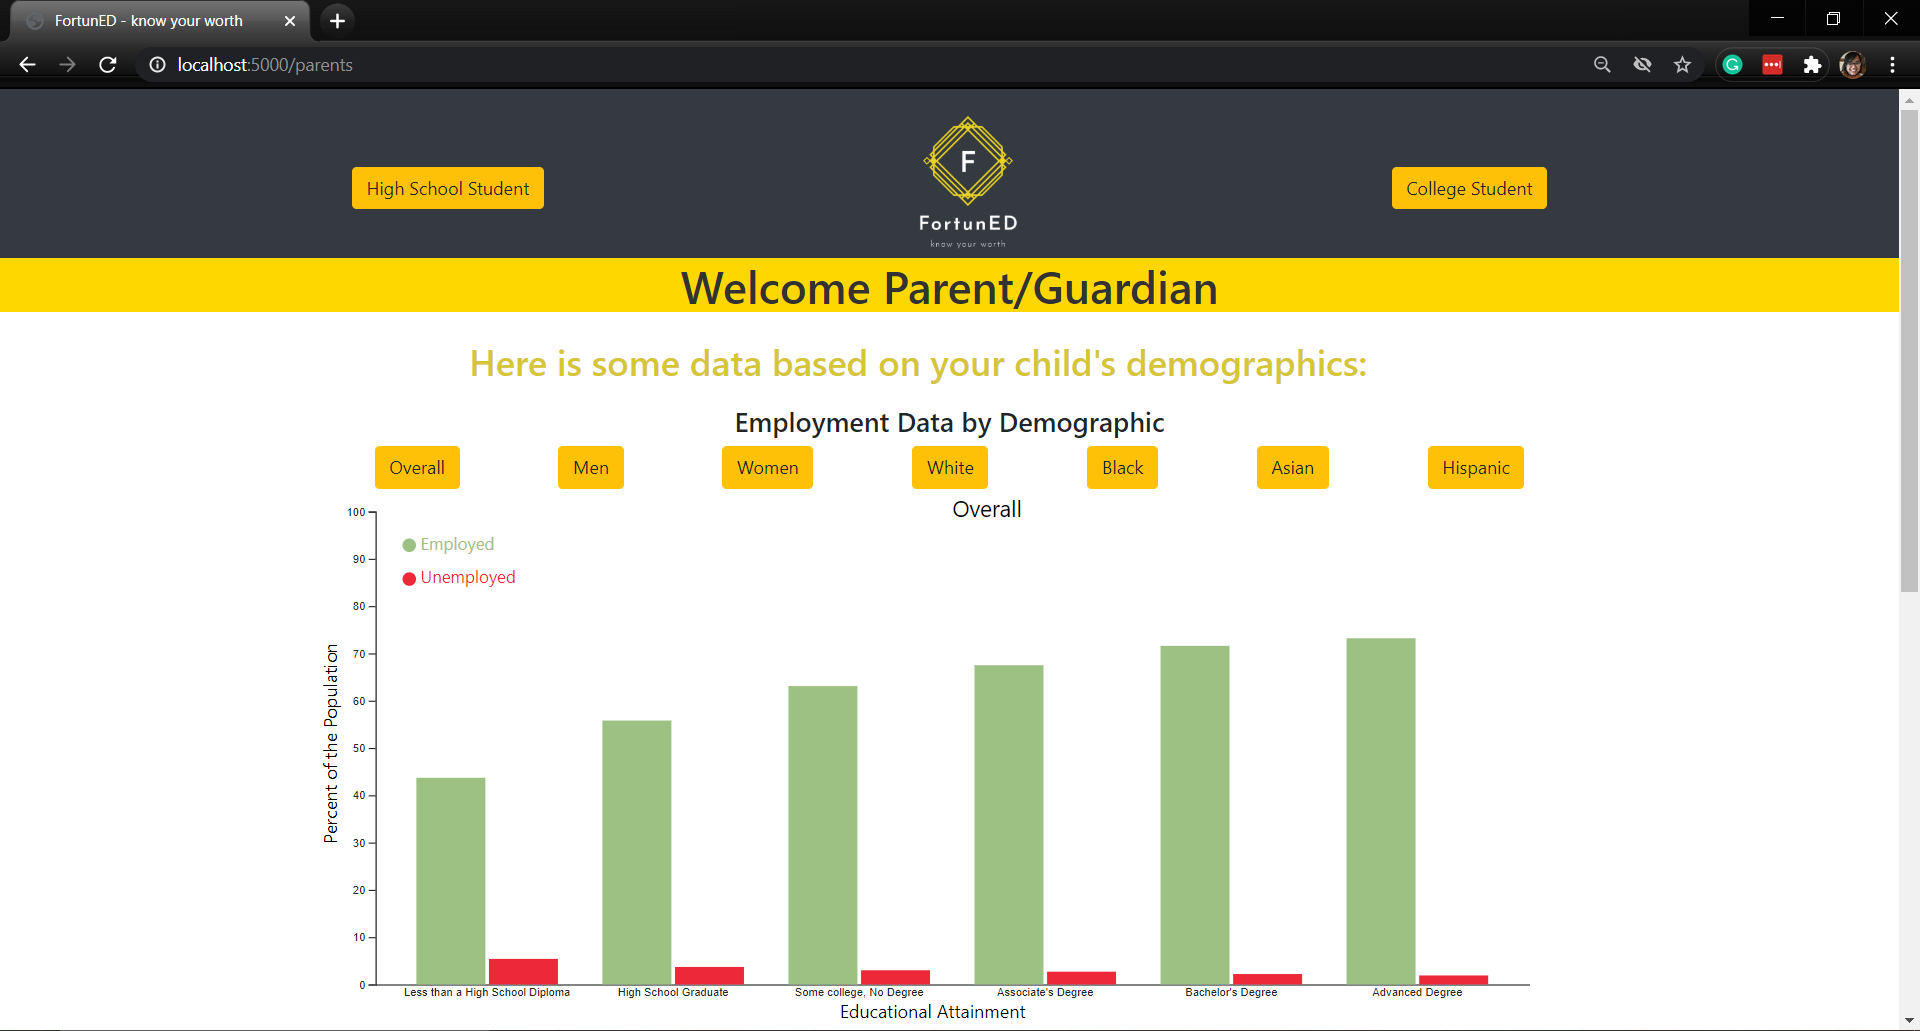 FortunED - know your worth
localhost:5000/parents
High School Student
F
FortunED
know your worth
College Student
Welcome Parent/Guardian
Here is some data based on your child's demographics:
Employment Data by Demographic
Overall Men Women White Black Asian Hispanic
Overall
Employed
Unemployed
100
90
80
70
60
50
40
30
20
10
0
Percent of the Population
Less than a High School Diploma High School Graduate Some college, No Degree Associate's Degree Bachelor's Degree Advanced Degree
Educational Attainment